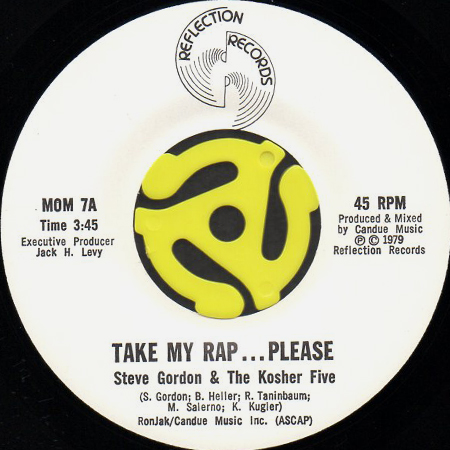 REFLECTION
RECORDS
MOM 7A
Time 3:45
Executive Producer
Jack H. Levy
45 RPM
Produced & Mixed
by Candue Music
Ⓟ © 1979
Reflection Records
TAKE MY RAP...PLEASE
Steve Gordon & The Kosher Five
(S. Gordon; B. Heller; R. Taninbaum;
M. Salerno; K. Kugler)
RonJak/Candue Music Inc. (ASCAP)